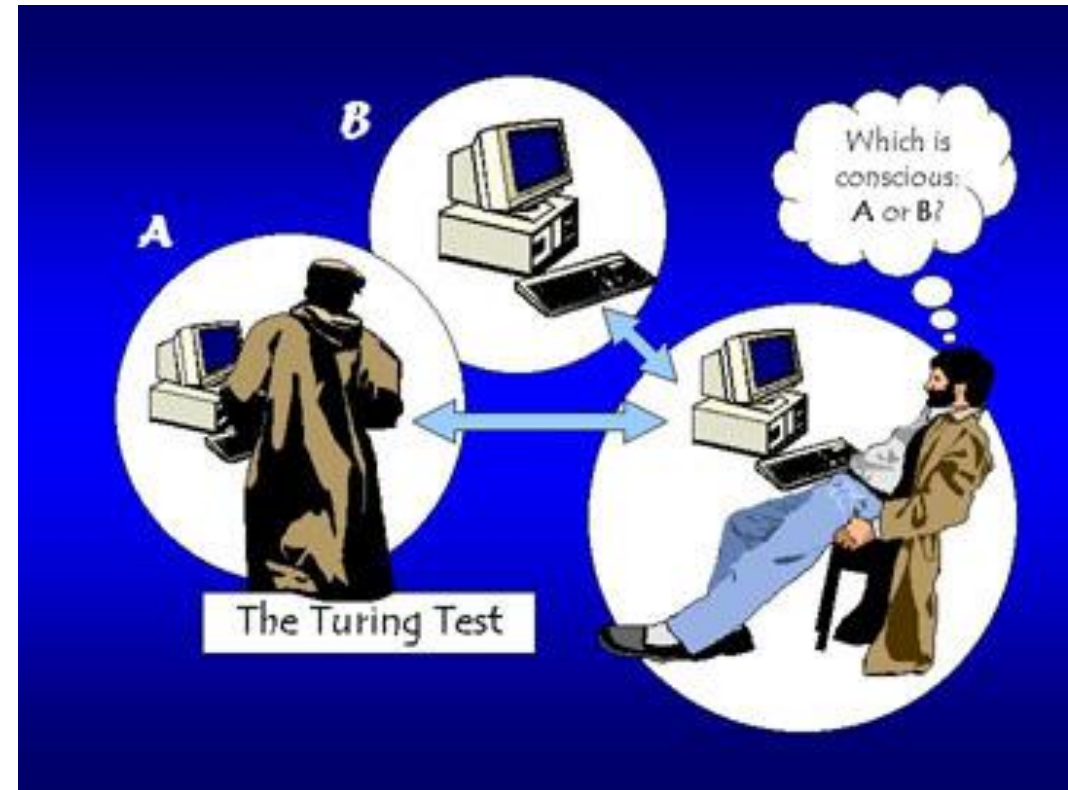 B
A
Which is
conscious:
A or B?
The Turing Test